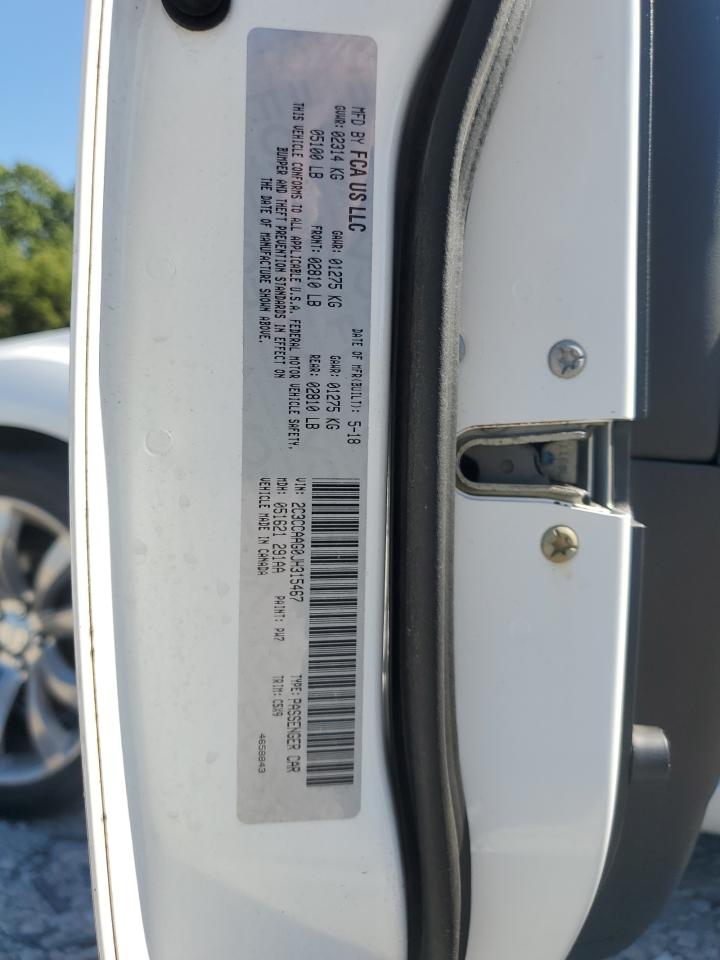 MFD BY FCA US LLC
DATE OF MFR(BUILT): 5-18
GVWR: 02314 KG GAWR: 01275 KG GAWR: 01275 KG
05100 LB FRONT: 02810 LB REAR: 02810 LB
THIS VEHICLE CONFORMS TO ALL APPLICABLE U.S.A. FEDERAL MOTOR VEHICLE SAFETY,
BUMPER AND THEFT PREVENTION STANDARDS IN EFFECT ON
THE DATE OF MANUFACTURE SHOWN ABOVE.
VIN: 2C3CCAAG0JH315467 TYPE: PASSENGER CAR
MDH: 051621 291AA PAINT: PW7 TRIM: C5X9
VEHICLE MADE IN CANADA
4658843